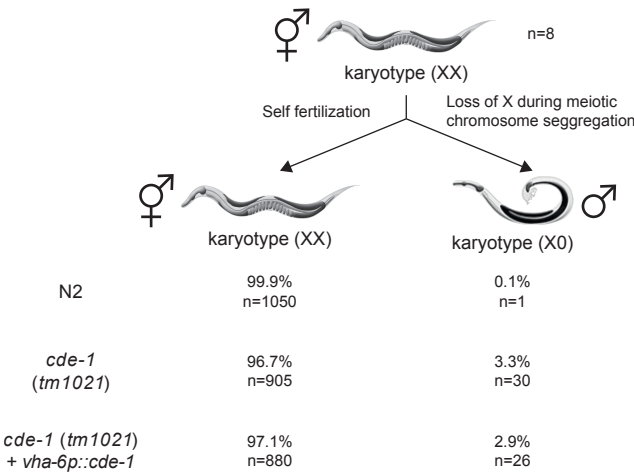 n=8
karyotype (XX)
Self fertilization
Loss of X during meiotic
chromosome seggregation
karyotype (XX)
karyotype (X0)
N2
99.9%
n=1050
0.1%
n=1
cde-1
(tm1021)
96.7%
n=905
3.3%
n=30
cde-1 (tm1021)
+ vha-6p::cde-1
97.1%
n=880
2.9%
n=26